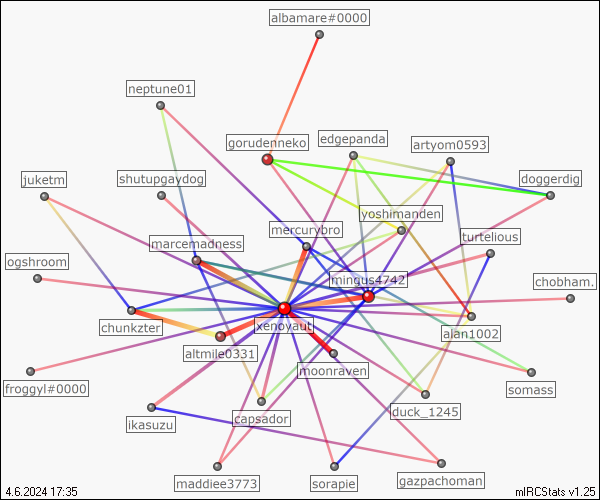 albamare#0000
neptune01
gorudenneko
edgepanda
artyom0593
juketm
shutupgaydog
doggerdig
yoshimanden
mercurybro
marcemadness
turtelious
ogshroom
mingus4742
chobham.
chunkzter
xenoyaut
alan1002
altmile0331
moonraven
froggyl#0000
somass
duck_1245
ikasuzu
capsador
maddiee3773
sorapie
gazpachoman
4.6.2024 17:35
mIRCStats v1.25